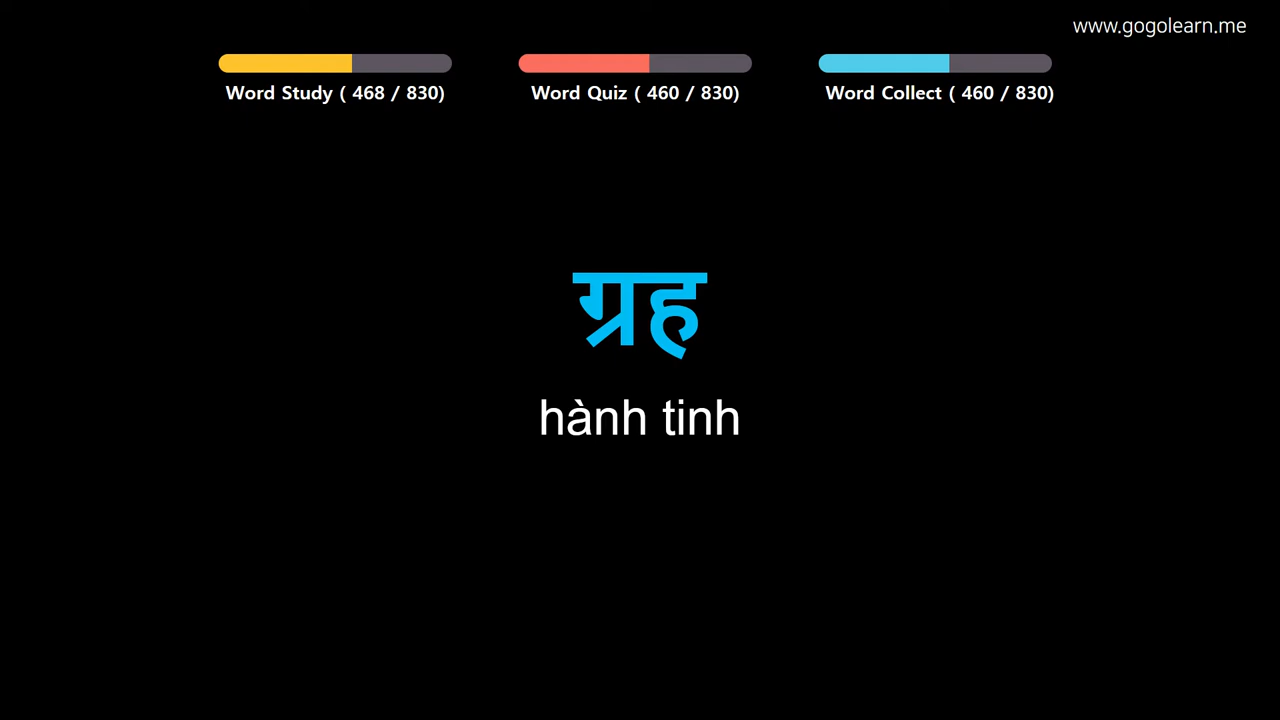 www.gogolearn.me
Word Study ( 468 / 830) Word Quiz ( 460 / 830) Word Collect ( 460 / 830)
ग्रह
hành tinh